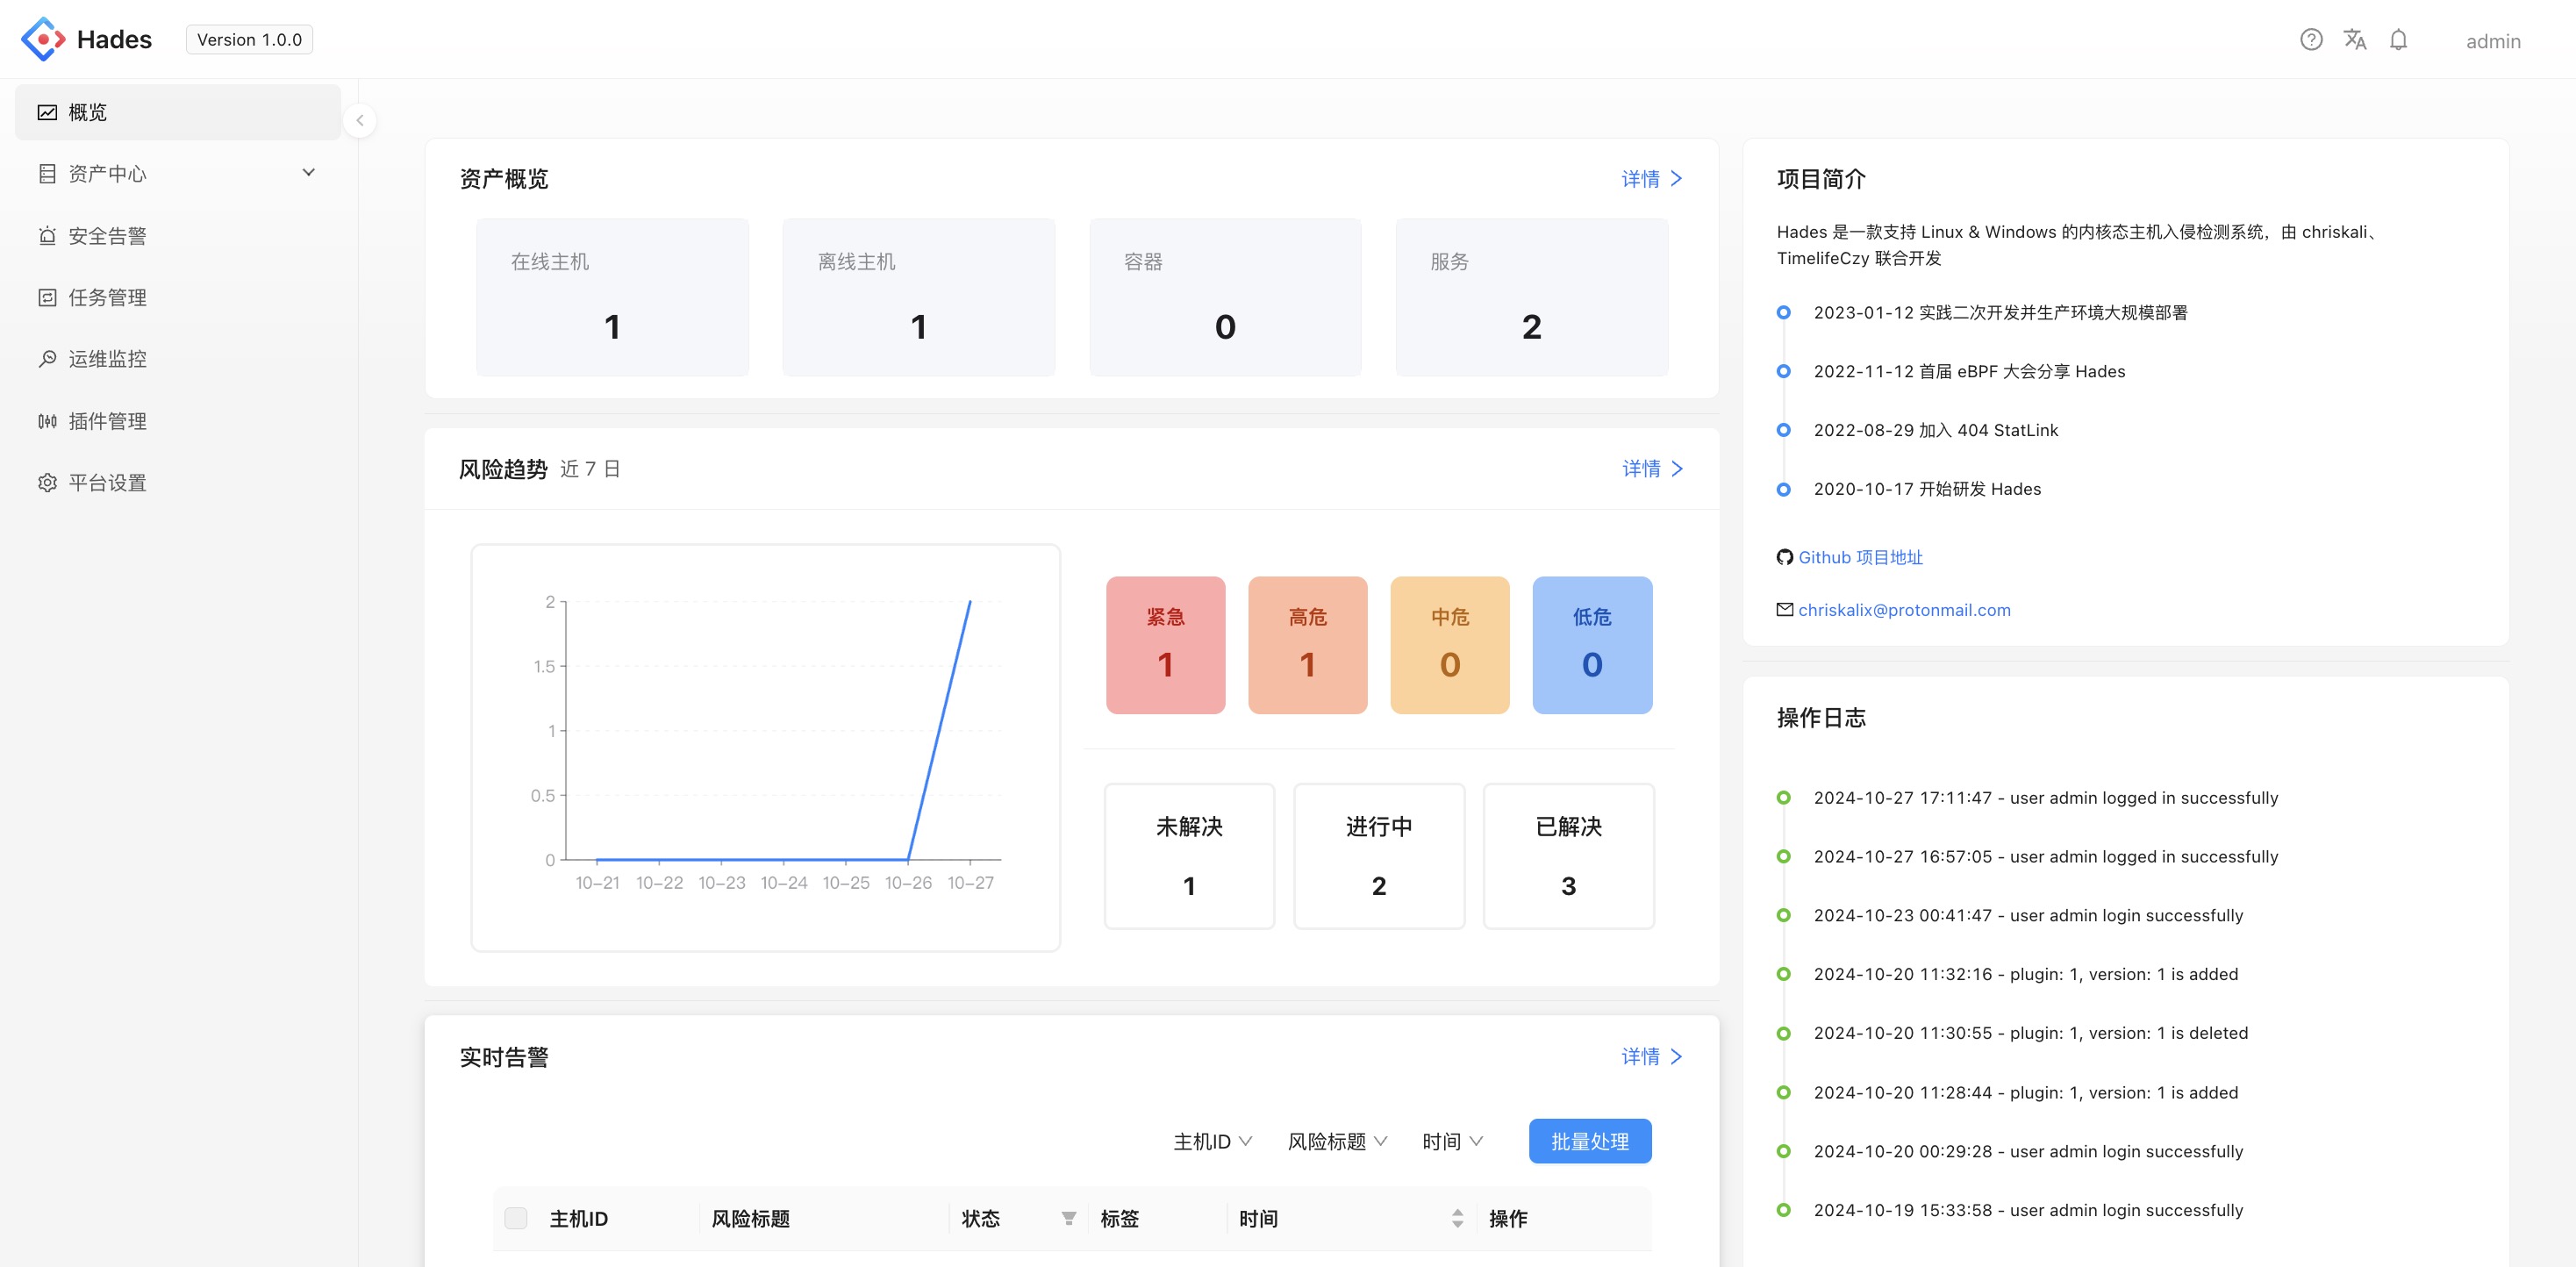 Hades
Version 1.0.0
admin
概览
资产中心
安全告警
任务管理
运维监控
插件管理
平台设置
资产概览
详情
在线主机
1
离线主机
1
容器
0
服务
2
风险趋势 近 7 日
详情
2
1.5
1
0.5
0
10-21 10-22 10-23 10-24 10-25 10-26 10-27
紧急
1
高危
1
中危
0
低危
0
未解决
1
进行中
2
已解决
3
实时告警
详情
主机ID 风险标题 时间 批量处理
主机ID 风险标题 状态 标签 时间 操作
项目简介
Hades 是一款支持 Linux & Windows 的内核态主机入侵检测系统，由 chriskali、
TimelifeCzy 联合开发
2023-01-12 实践二次开发并生产环境大规模部署
2022-11-12 首届 eBPF 大会分享 Hades
2022-08-29 加入 404 StatLink
2020-10-17 开始研发 Hades
Github 项目地址
chriskalix@protonmail.com
操作日志
2024-10-27 17:11:47 - user admin logged in successfully
2024-10-27 16:57:05 - user admin logged in successfully
2024-10-23 00:41:47 - user admin login successfully
2024-10-20 11:32:16 - plugin: 1, version: 1 is added
2024-10-20 11:30:55 - plugin: 1, version: 1 is deleted
2024-10-20 11:28:44 - plugin: 1, version: 1 is added
2024-10-20 00:29:28 - user admin login successfully
2024-10-19 15:33:58 - user admin login successfully